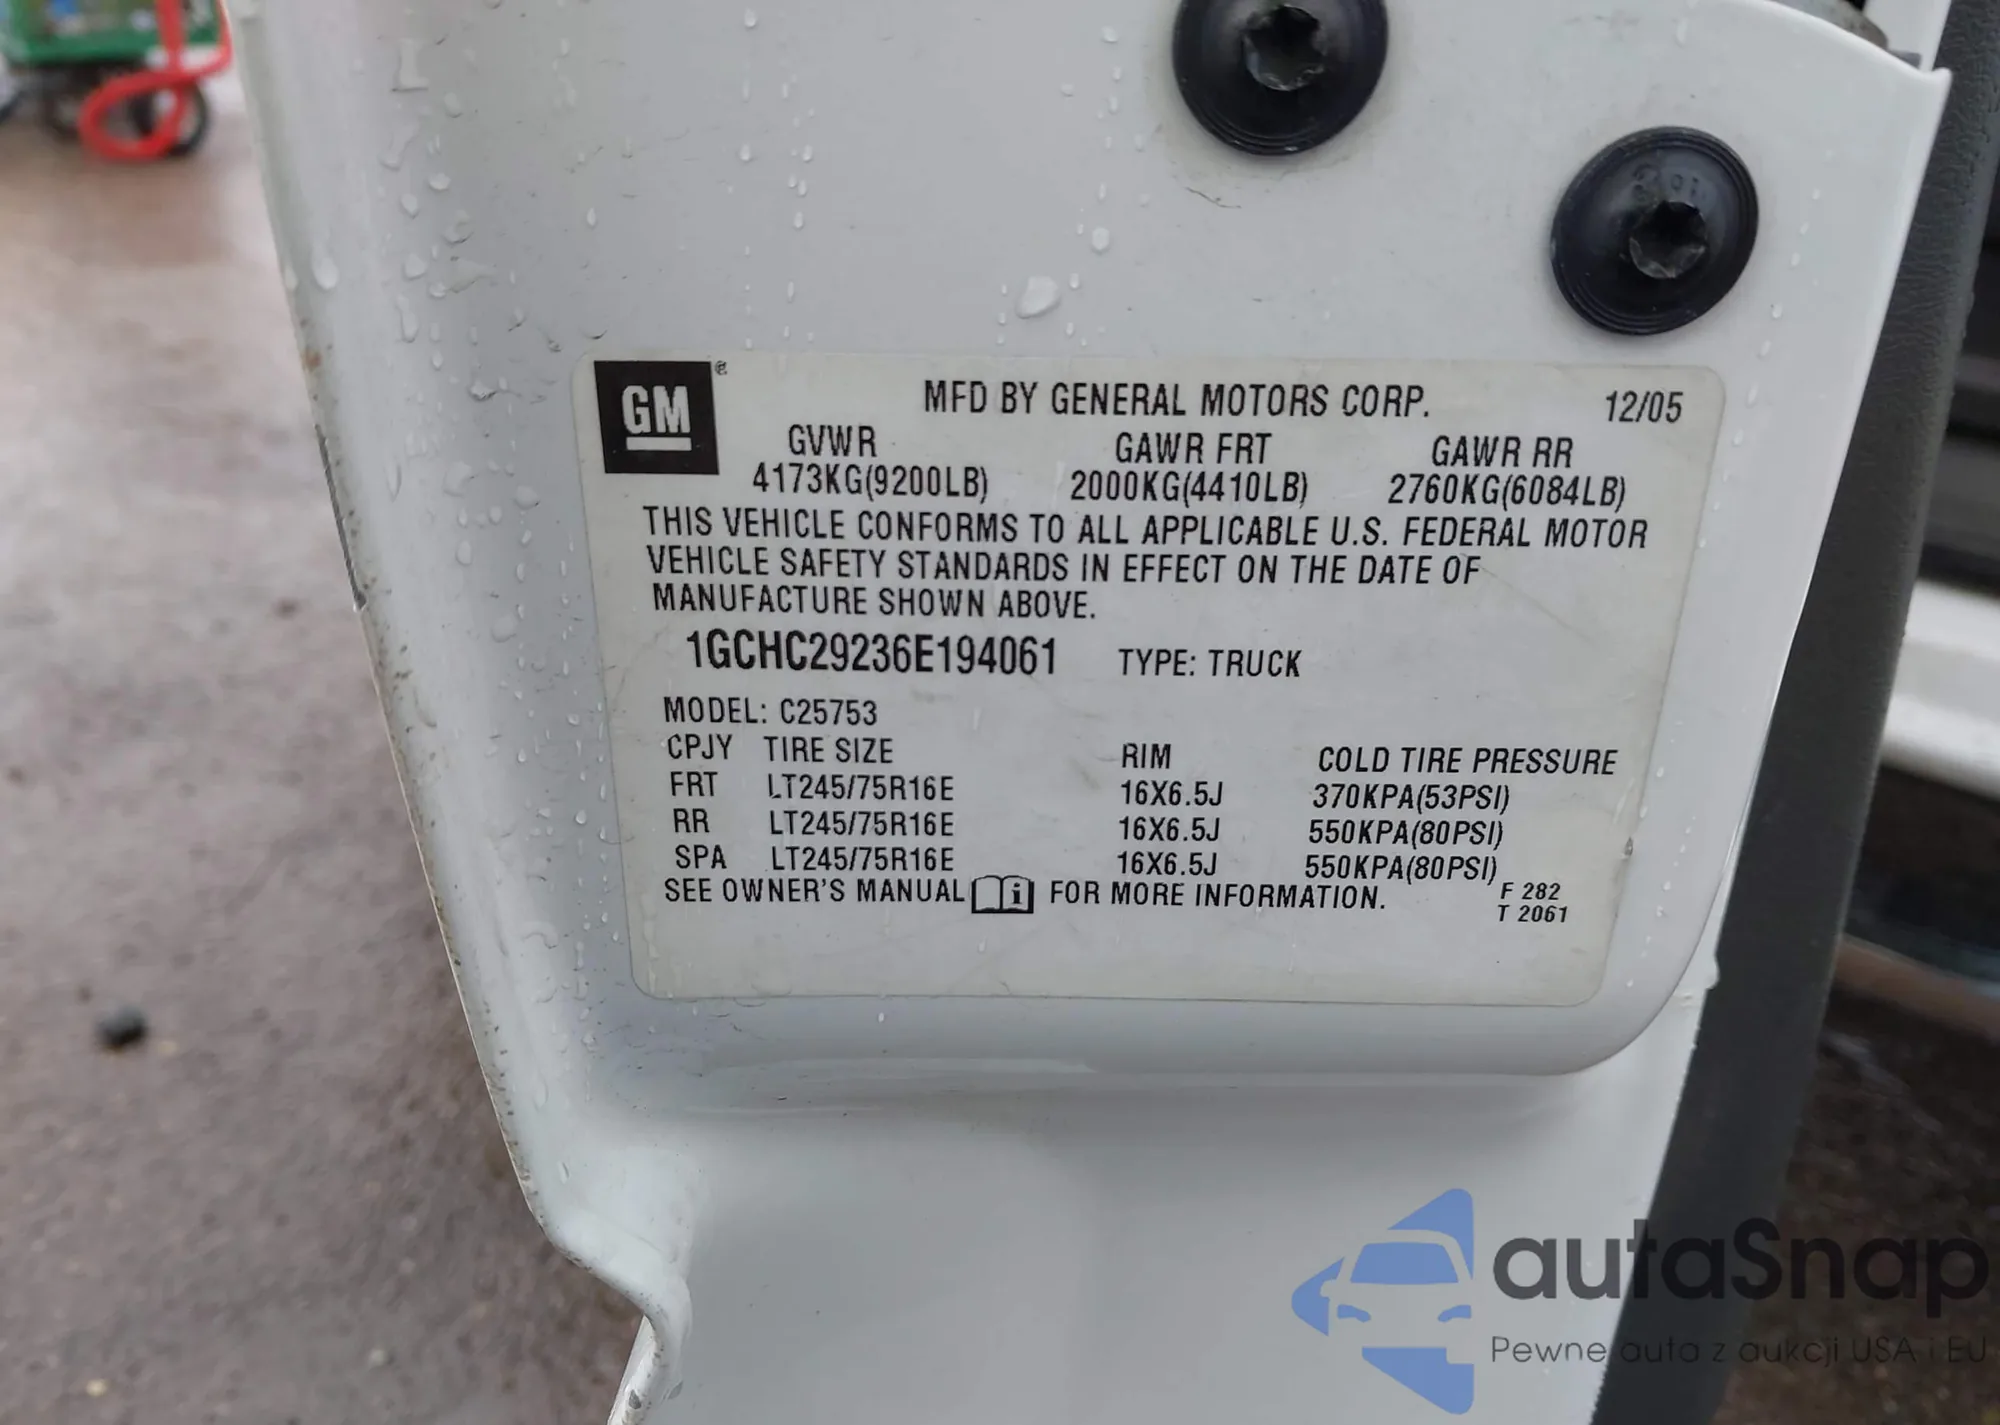 GM ® MFD BY GENERAL MOTORS CORP. 12/05
GVWR GAWR FRT GAWR RR
4173KG(9200LB) 2000KG(4410LB) 2760KG(6084LB)
THIS VEHICLE CONFORMS TO ALL APPLICABLE U.S. FEDERAL MOTOR
VEHICLE SAFETY STANDARDS IN EFFECT ON THE DATE OF
MANUFACTURE SHOWN ABOVE.
1GCHC29236E194061 TYPE: TRUCK
MODEL: C25753
CPJY TIRE SIZE RIM COLD TIRE PRESSURE
FRT LT245/75R16E 16X6.5J 370KPA(53PSI)
RR LT245/75R16E 16X6.5J 550KPA(80PSI)
SPA LT245/75R16E 16X6.5J 550KPA(80PSI)
SEE OWNER'S MANUAL i FOR MORE INFORMATION.
F 282
T 2061
autaSnap
Pewne auta z aukcji USA i EU